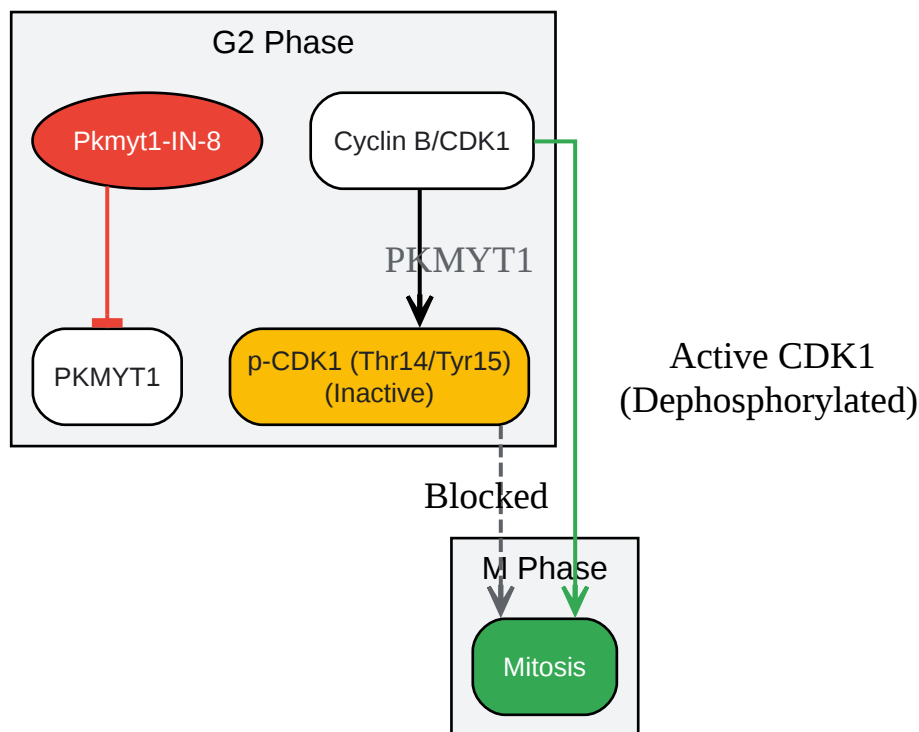 G2 Phase
Pkmyt1-IN-8
Cyclin B/CDK1
PKMYT1
PKMYT1
p-CDK1 (Thr14/Tyr15)
(Inactive)
Active CDK1
(Dephosphorylated)
Blocked
M Phase
Mitosis